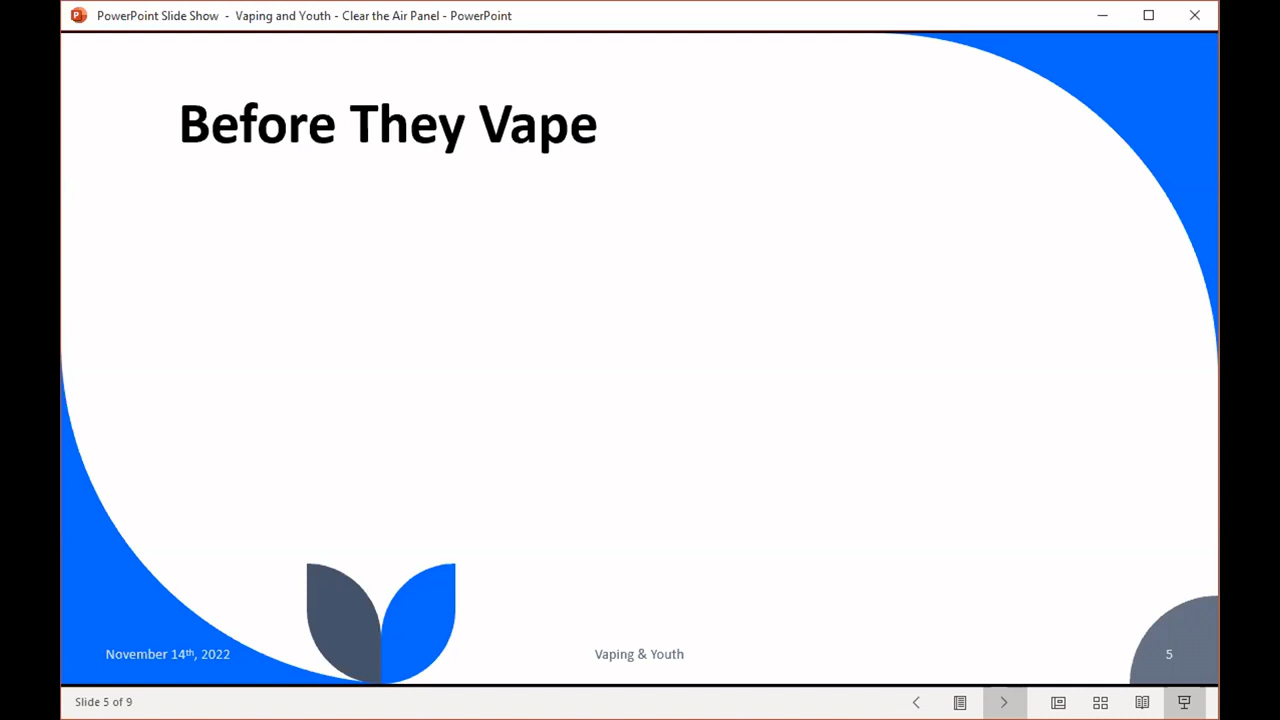 PowerPoint Slide Show - Vaping and Youth - Clear the Air Panel - PowerPoint
Before They Vape
November 14th, 2022
Vaping & Youth
5
Slide 5 of 9